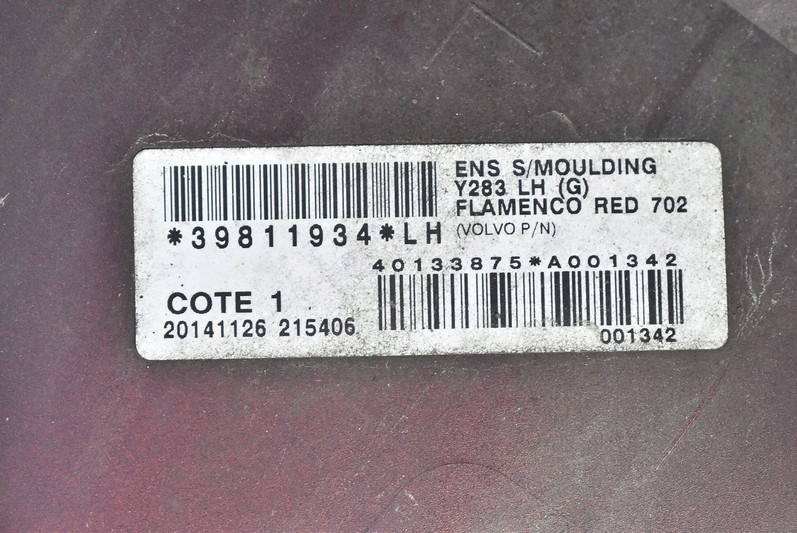 ENS S/MOULDING
Y283 LH (G)
FLAMENCO RED 702
*39811934*LH (VOLVO P/N)
40133875*A001342
COTE 1
20141126 215406
001342